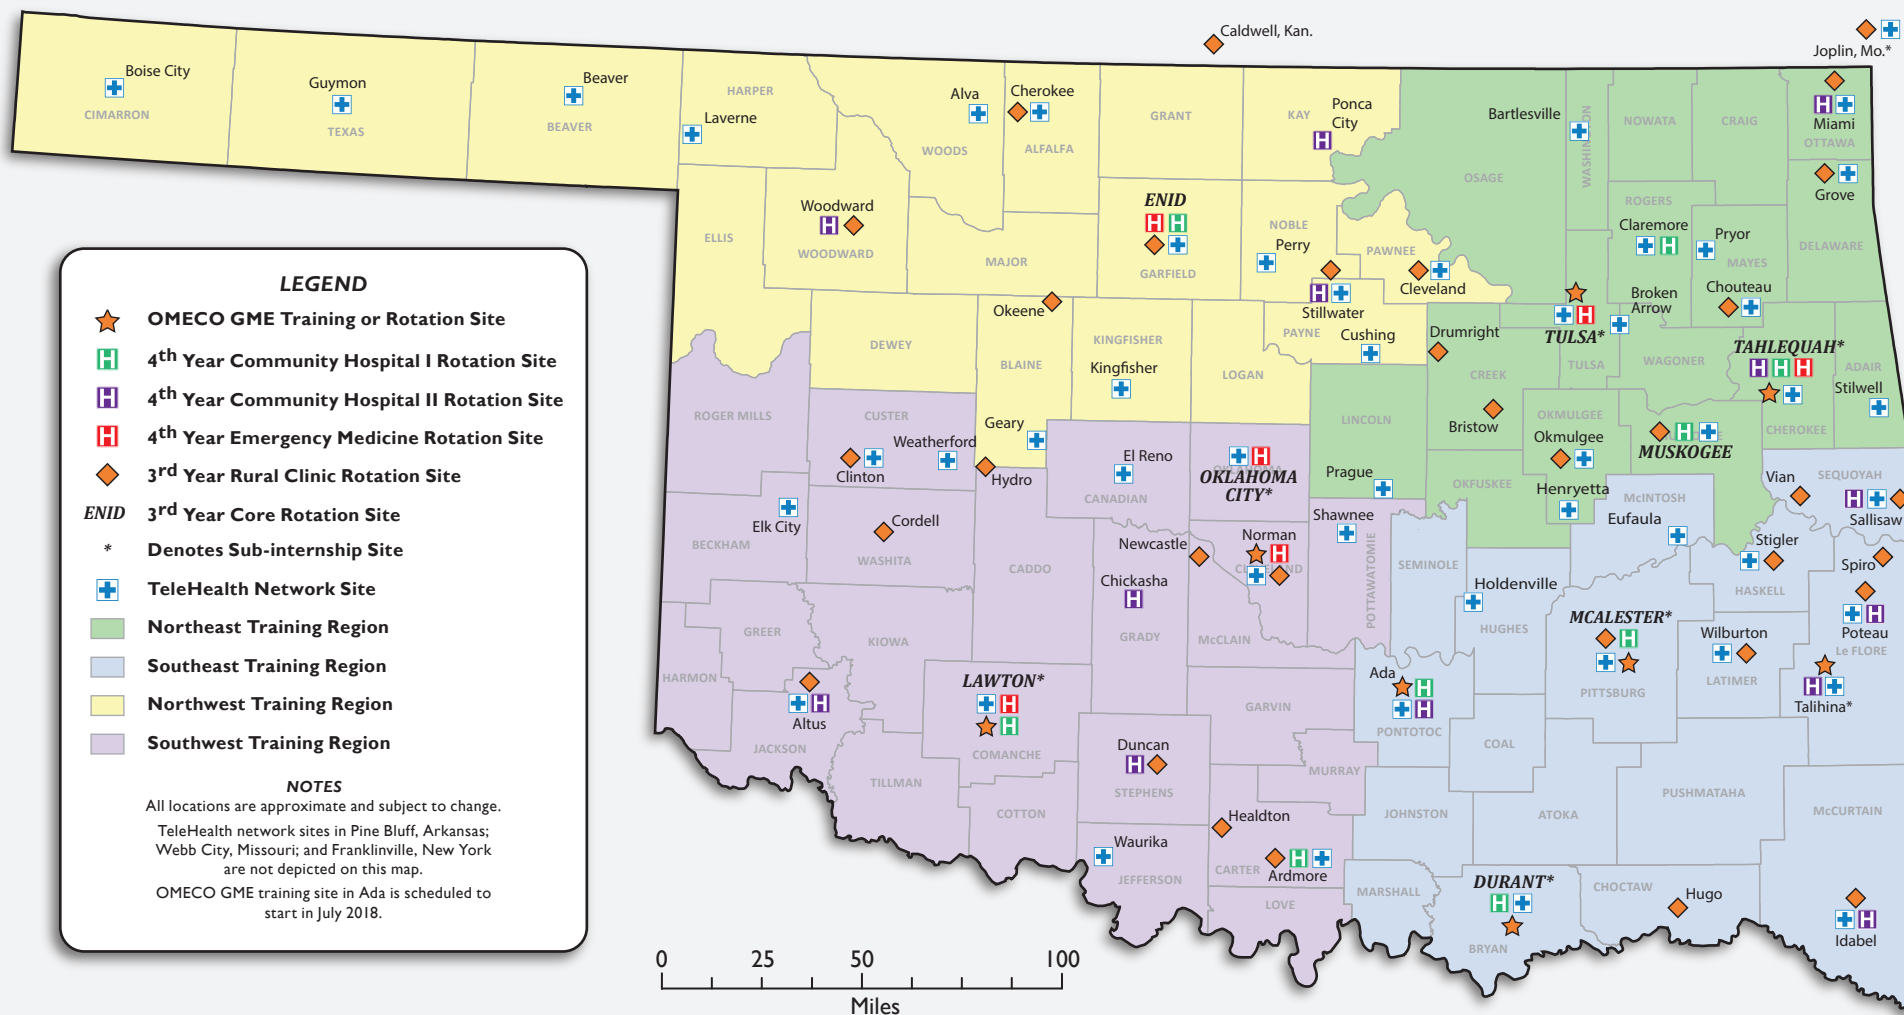 Caldwell, Kan.
Joplin, Mo.*
Boise City
CIMARRON
Guymon
TEXAS
Beaver
BEAVER
HARPER
Laverne
Alva
WOODS
Cherokee
ALFALFA
GRANT
KAY
Ponca
City
H
Bartlesville
WASHINGTON
NOWATA
CRAIG
H
Miami
OTTAWA
OSAGE
Grove
ROGERS
Claremore
H
Pryor
MAYES
DELAWARE
ELLIS
Woodward
H
WOODWARD
MAJOR
ENID
H H
GARFIELD
NOBLE
Perry
PAWNEE
Cleveland
H
Stillwater
PAYNE
Cushing
Okeene
Drumright
H
TULSA*
TULSA
Broken
Arrow
Chouteau
WAGONER
TAHLEQUAH*
H H H
ADAIR
Stilwell
CHEROKEE
DEWEY
BLAINE
KINGFISHER
Kingfisher
LOGAN
CREEK
Bristow
LINCOLN
OKMULGEE
Okmulgee
H
MUSKOGEE
ROGER MILLS
CUSTER
Clinton
Weatherford
Geary
Hydro
El Reno
CANADIAN
H
OKLAHOMA
OKLAHOMA
CITY*
Prague
OKFUSKEE
Henryetta
McINTOSH
Eufaula
Vian
SEQUOYAH
H
Sallisaw
Elk City
BECKHAM
Cordell
WASHITA
CADDO
Newcastle
Norman
H
CLEVELAND
Shawnee
POTTAWATOMIE
SEMINOLE
Holdenville
HUGHES
Stigler
HASKELL
Spiro
H
Poteau
Le FLORE
Chickasha
H
GRADY
McCLAIN
GREER
KIOWA
HARMON
H
Altus
JACKSON
LAWTON*
H
H
COMANCHE
TILLMAN
COTTON
GARVIN
Ada
H
H
PONTOTOC
MCALESTER*
H
PITTSBURG
Wilburton
LATIMER
H
Talihina*
COAL
Duncan
H
STEPHENS
MURRAY
JOHNSTON
ATOKA
PUSHMATAHA
McCURTAIN
Waurika
JEFFERSON
Healdton
CARTER
H
Ardmore
LOVE
MARSHALL
DURANT*
H
BRYAN
CHOCTAW
Hugo
H
Idabel
LEGEND
OMECO GME Training or Rotation Site
H 4th Year Community Hospital I Rotation Site
H 4th Year Community Hospital II Rotation Site
H 4th Year Emergency Medicine Rotation Site
3rd Year Rural Clinic Rotation Site
ENID 3rd Year Core Rotation Site
* Denotes Sub-internship Site
TeleHealth Network Site
Northeast Training Region
Southeast Training Region
Northwest Training Region
Southwest Training Region
NOTES
All locations are approximate and subject to change.
TeleHealth network sites in Pine Bluff, Arkansas;
Webb City, Missouri; and Franklinville, New York
are not depicted on this map.
OMECO GME training site in Ada is scheduled to
start in July 2018.
0 25 50 100
Miles